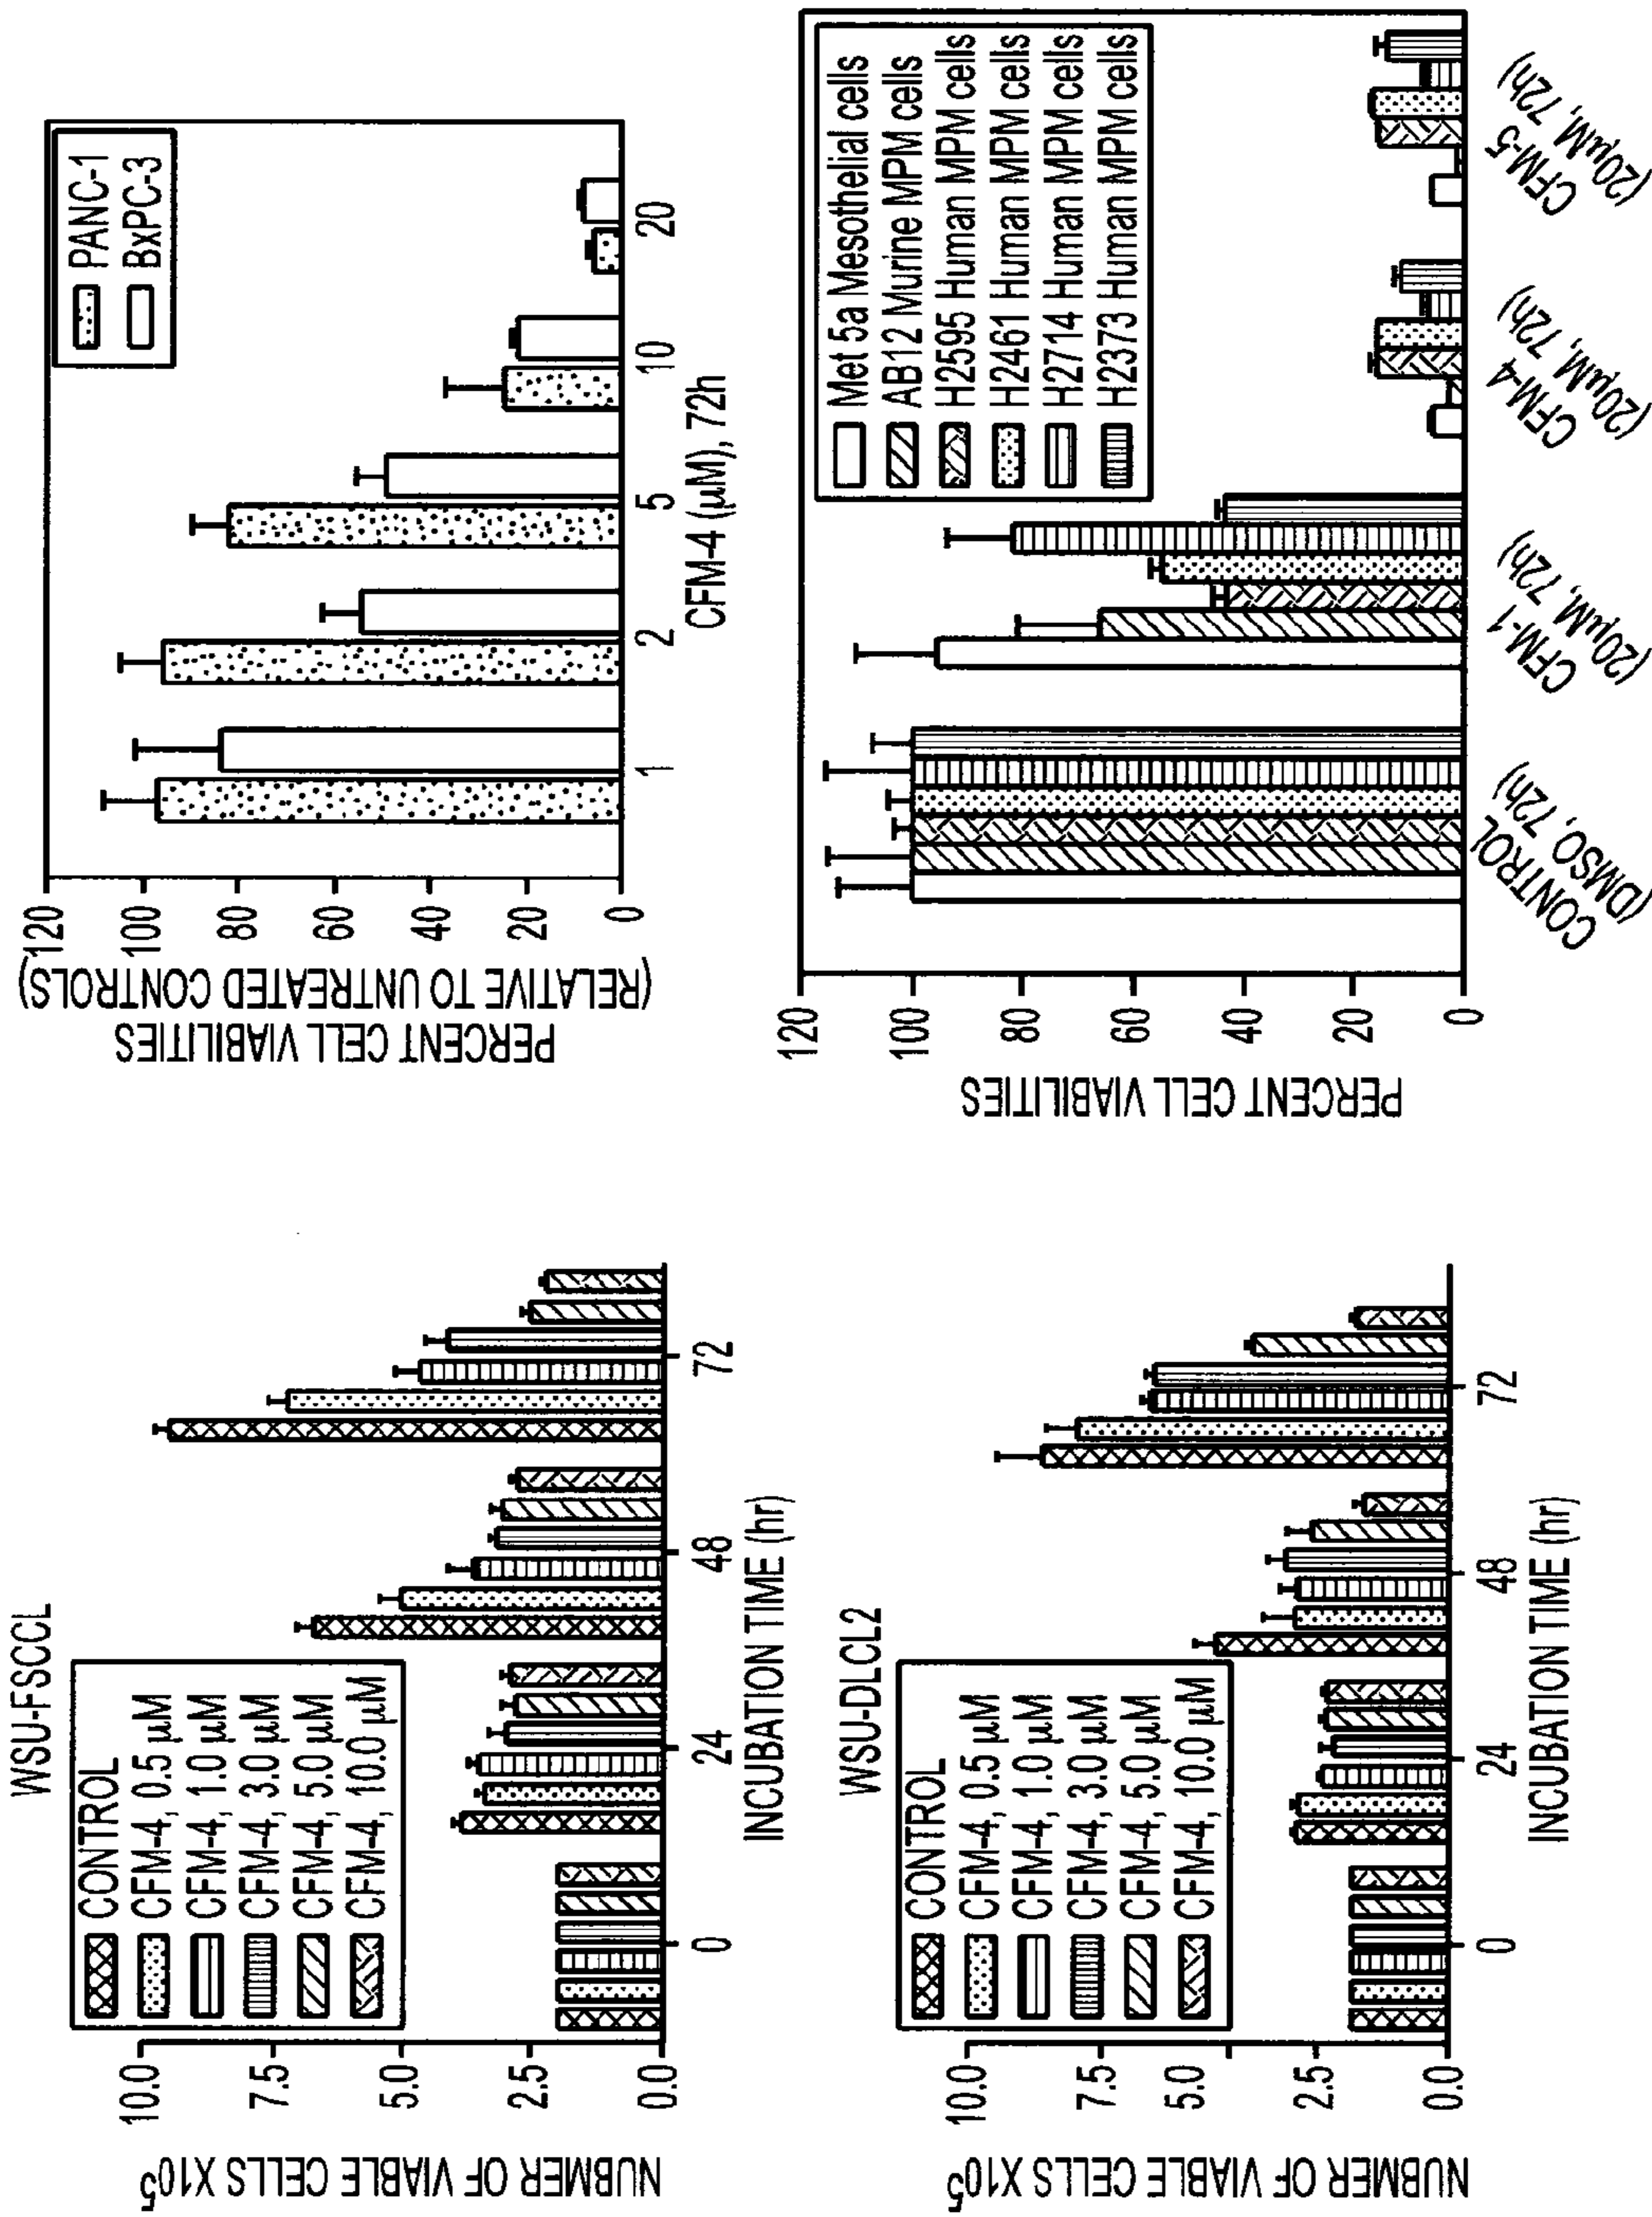 WSU-FSCCL
CONTROL
CFM-4, 0.5 µM
CFM-4, 1.0 µM
CFM-4, 3.0 µM
CFM-4, 5.0 µM
CFM-4, 10.0 µM
NUBMER OF VIABLE CELLS X10⁵
10.0
7.5
5.0
2.5
0.0
0
24
48
72
INCUBATION TIME (hr)
PERCENT CELL VIABILITIES
(RELATIVE TO UNTREATED CONTROLS)
120
100
80
60
40
20
0
PANC-1
BxPC-3
1
2
5
10
20
CFM-4 (µM), 72h
WSU-DLCL2
CONTROL
CFM-4, 0.5 µM
CFM-4, 1.0 µM
CFM-4, 3.0 µM
CFM-4, 5.0 µM
CFM-4, 10.0 µM
NUBMER OF VIABLE CELLS X10⁵
10.0
7.5
5.0
2.5
0.0
0
24
48
72
INCUBATION TIME (hr)
PERCENT CELL VIABILITIES
120
100
80
60
40
20
0
Met 5a Mesothelial cells
AB12 Murine MPM cells
H2595 Human MPM cells
H2461 Human MPM cells
H2714 Human MPM cells
H2373 Human MPM cells
CONTROL
(DMSO, 72h)
CFM-1
(20µM, 72h)
CFM-4
(20µM, 72h)
CFM-5
(20µM, 72h)